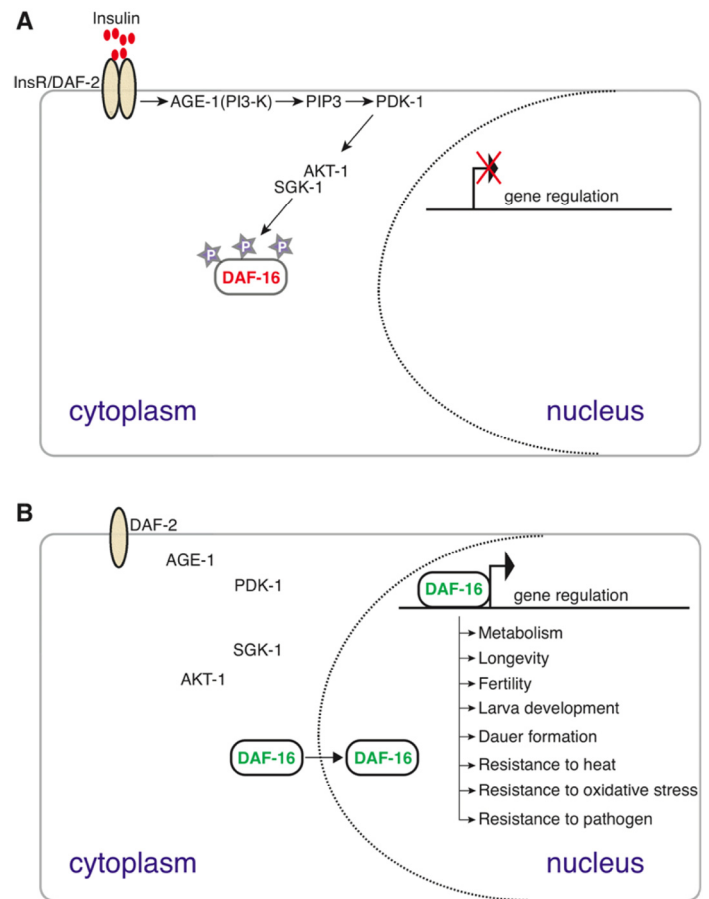 A
Insulin
InsR/DAF-2
AGE-1(PI3-K)
PIP3
PDK-1
AKT-1
SGK-1
P
P
P
DAF-16
gene regulation
cytoplasm
nucleus
B
DAF-2
AGE-1
PDK-1
SGK-1
AKT-1
DAF-16
DAF-16
DAF-16
gene regulation
Metabolism
Longevity
Fertility
Larva development
Dauer formation
Resistance to heat
Resistance to oxidative stress
Resistance to pathogen
cytoplasm
nucleus